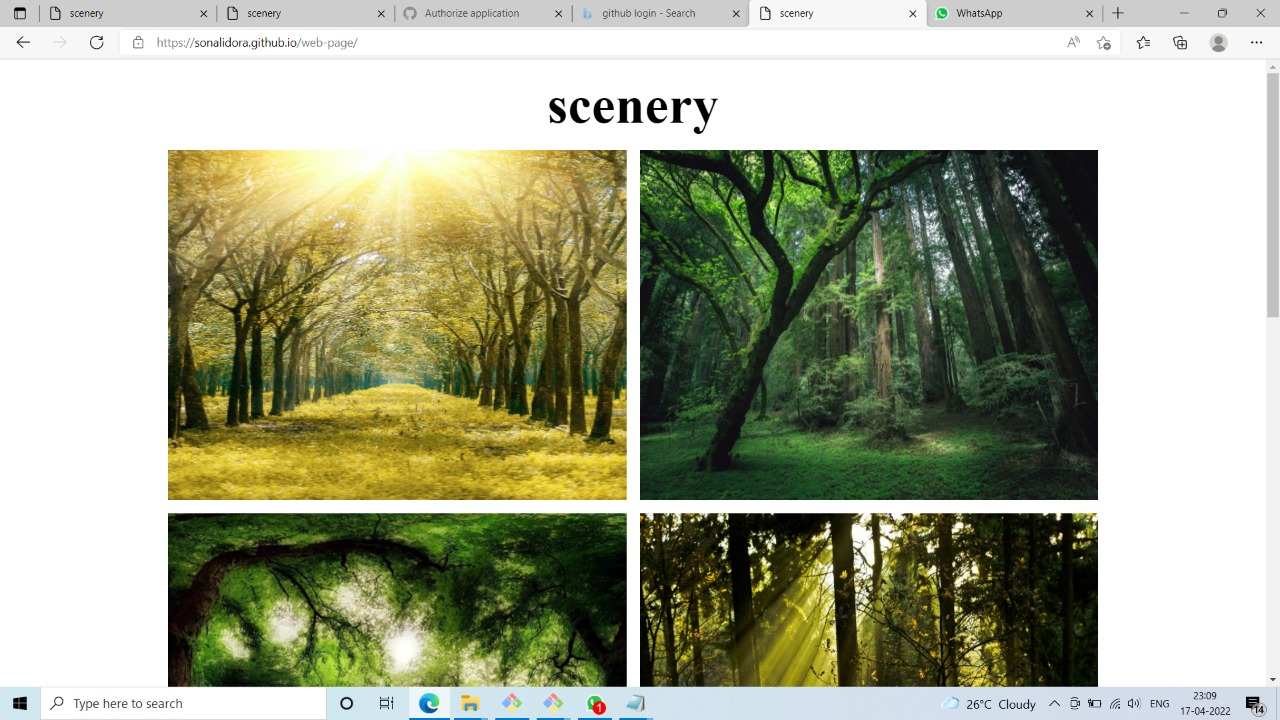 scenery
scenery
Authorize application
github login - Search
scenery
WhatsApp
https://sonalidora.github.io/web-page/
scenery
Type here to search
1
26°C Cloudy
ENG
23:09
17-04-2022
14